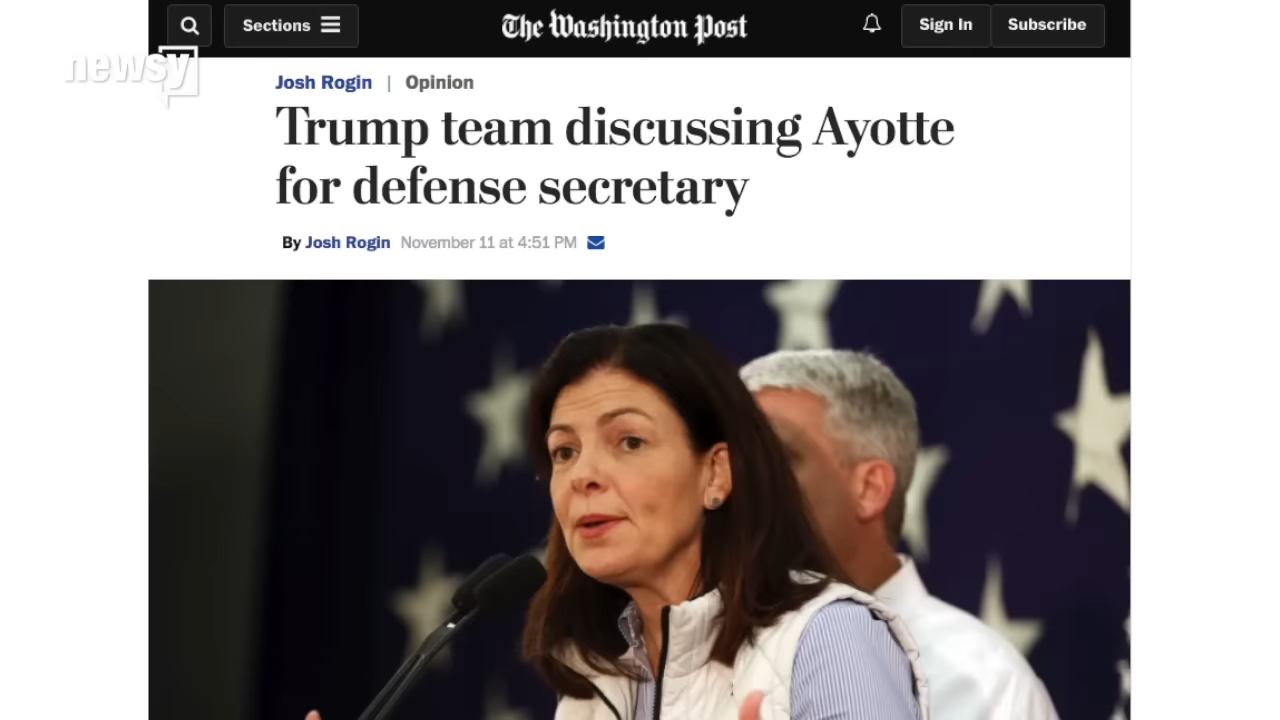 Sections
The Washington Post
Sign In
Subscribe
newsy
Josh Rogin | Opinion
Trump team discussing Ayotte
for defense secretary
By Josh Rogin November 11 at 4:51 PM